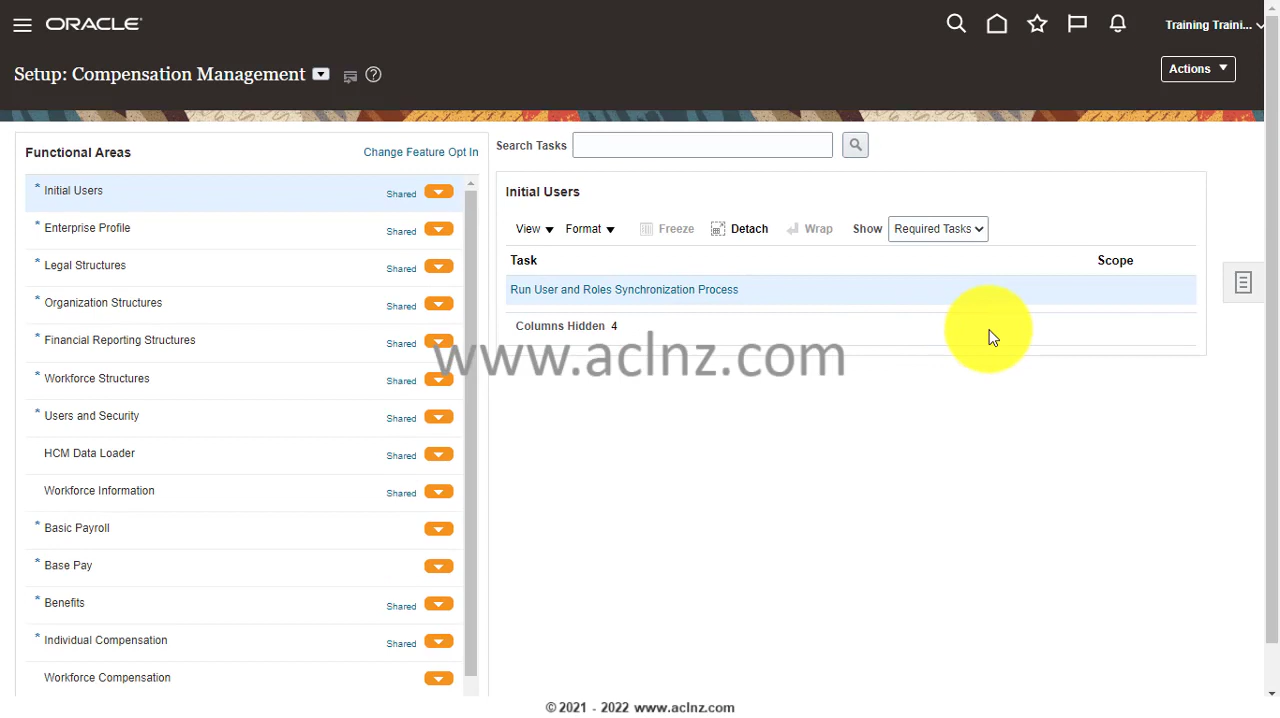 ORACLE
Training Traini...
Setup: Compensation Management
Actions
Functional Areas
Change Feature Opt In
* Initial Users Shared
* Enterprise Profile Shared
* Legal Structures Shared
* Organization Structures Shared
* Financial Reporting Structures Shared
* Workforce Structures Shared
* Users and Security Shared
HCM Data Loader Shared
Workforce Information Shared
* Basic Payroll
* Base Pay
* Benefits Shared
* Individual Compensation Shared
Workforce Compensation
Search Tasks
Initial Users
View Format Freeze Detach Wrap Show Required Tasks
Task Scope
Run User and Roles Synchronization Process
Columns Hidden 4
www.aclnz.com
© 2021 - 2022 www.aclnz.com